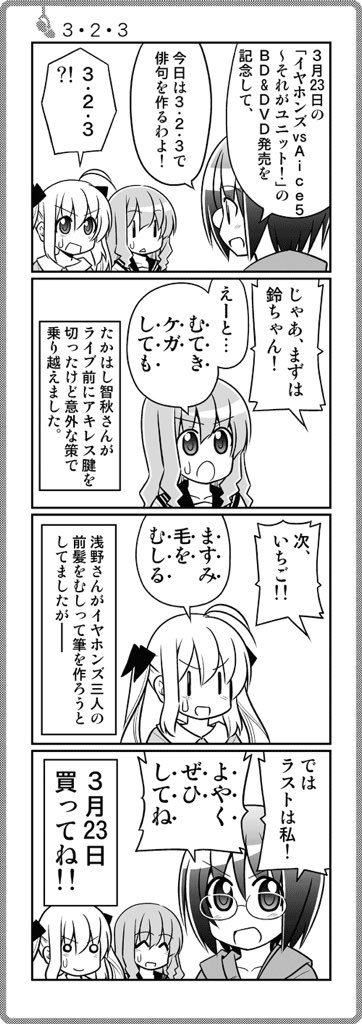 3・2・3
3月23日の
「イヤホンズvsAice5
～それがユニット！」の
BD&DVD発売を
記念して、
今日は3・2・3で
俳句を作るわよ！
3・2・3
?!
じゃあ、まずは
鈴ちゃん！
えーと…
むてき
ケガ
しても
たかはし智秋さんが
ライブ前にアキレス腱を
切ったけど意外な策で
乗り越えました。
次、
いちご!!
ますみ
毛を
むしる
浅野さんがイヤホンズ三人の
前髪をむしって筆を作ろうと
してましたが――
では
ラストは私！
よやく
ぜひ
してね
3月23日
買ってね!!